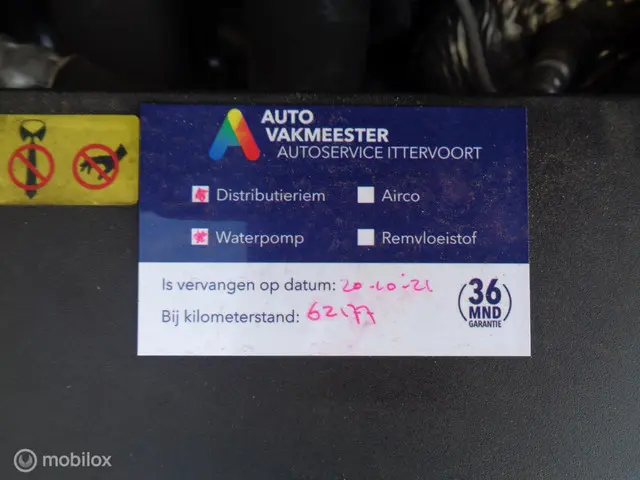 AUTO
VAKMEESTER
AUTOSERVICE ITTERVOORT
Distributieriem
Airco
Waterpomp
Remvloeistof
Is vervangen op datum: 20-10-21
Bij kilometerstand: 62177
36
MND
GARANTIE
mobilox